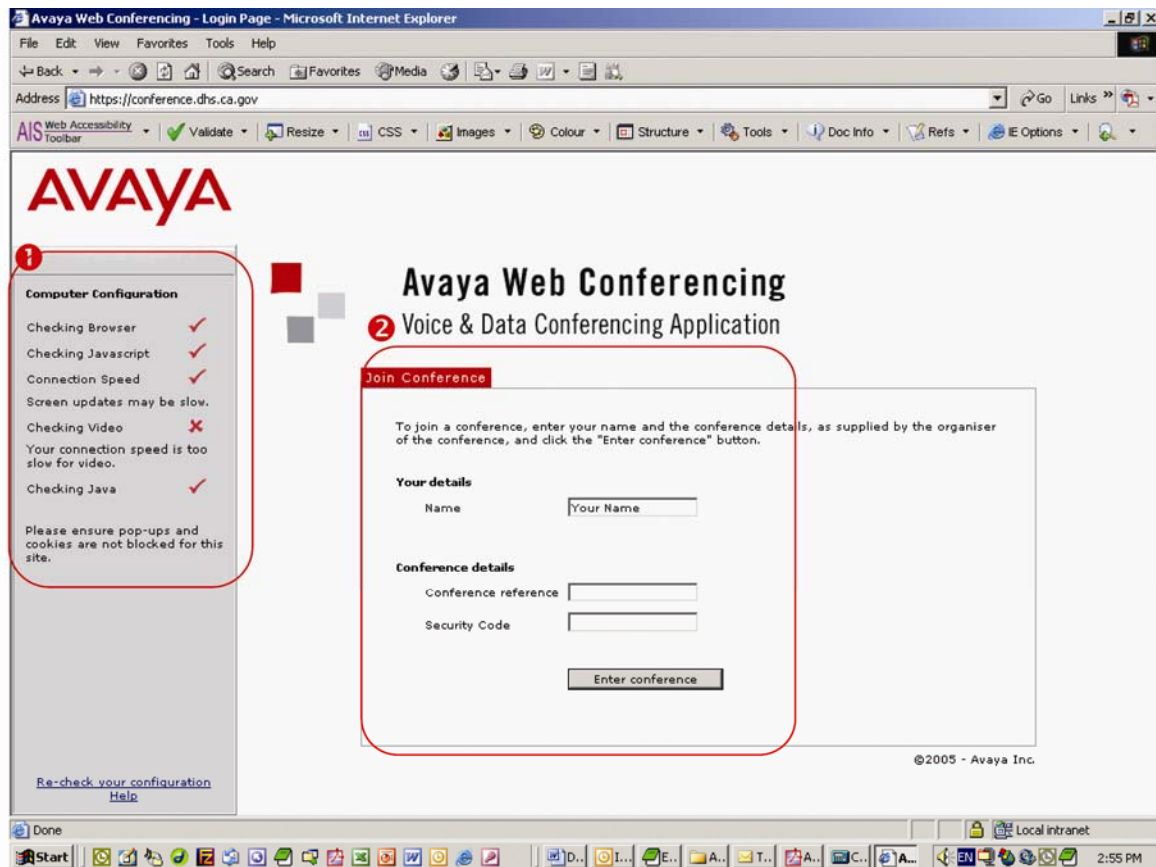 Avaya Web Conferencing - Login Page - Microsoft Internet Explorer
File Edit View Favorites Tools Help
Back Search Favorites Media
Address https://conference.dhs.ca.gov Go Links »
AIS Web Accessibility Toolbar Validate Resize CSS Images Colour Structure Tools Doc Info Refs IE Options
AVAYA
1
Computer Configuration
Checking Browser
Checking Javascript
Connection Speed
Screen updates may be slow.
Checking Video
Your connection speed is too
slow for video.
Checking Java
Please ensure pop-ups and
cookies are not blocked for this
site.
Re-check your configuration
Help
Avaya Web Conferencing
2 Voice & Data Conferencing Application
Join Conference
To join a conference, enter your name and the conference details, as supplied by the organiser
of the conference, and click the "Enter conference" button.
Your details
Name Your Name
Conference details
Conference reference
Security Code
Enter conference
©2005 - Avaya Inc.
Done Local intranet
Start D.. I... E.. A.. T.. A.. C.. A... EN 2:55 PM